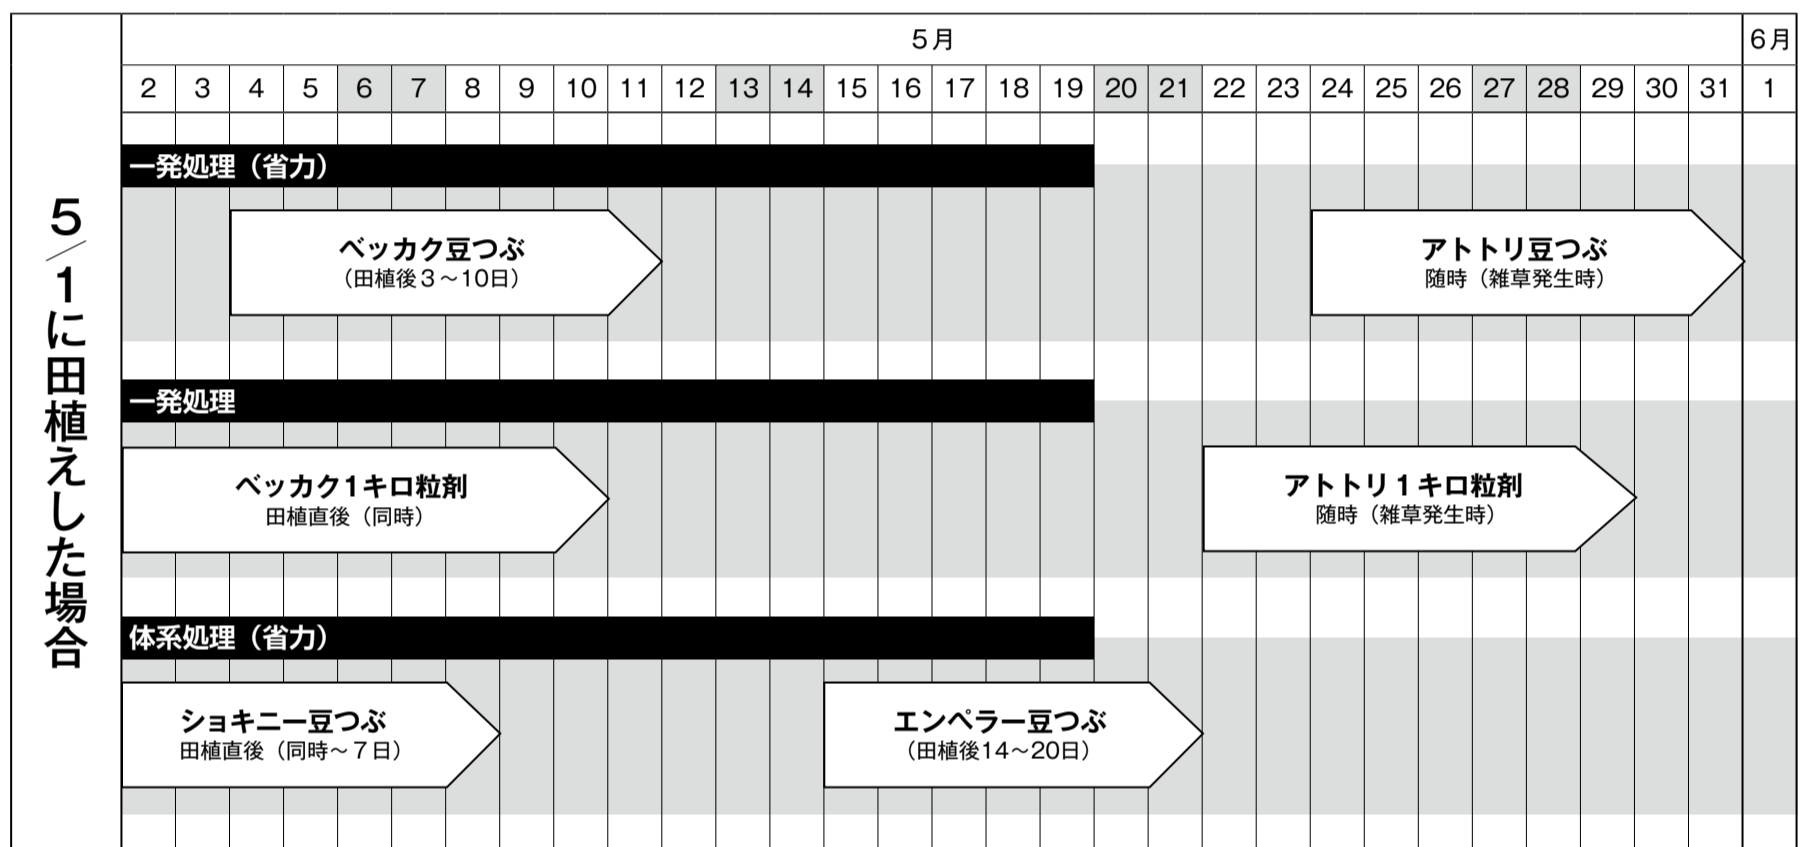 5月 6月
2 3 4 5 6 7 8 9 10 11 12 13 14 15 16 17 18 19 20 21 22 23 24 25 26 27 28 29 30 31 1
5/1に田植えした場合
一発処理（省力）
ベッカク豆つぶ
（田植後３～10日）
アトトリ豆つぶ
随時（雑草発生時）
一発処理
ベッカク1キロ粒剤
田植直後（同時）
アトトリ１キロ粒剤
随時（雑草発生時）
体系処理（省力）
ショキニー豆つぶ
田植直後（同時～７日）
エンペラー豆つぶ
（田植後14～20日）